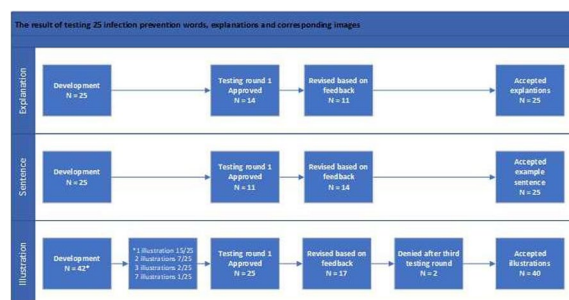 The result of testing 25 infection prevention words, explanations and corresponding images
Explanation
Development
N = 25
Testing round 1
Approved
N = 14
Revised based on
feedback
N = 11
Accepted
explantions
N = 25
Sentence
Development
N = 25
Testing round 1
Approved
N = 11
Revised based on
feedback
N = 14
Accepted
example
sentence
N = 25
Illustration
Development
N = 42*
*1 illustration 15/25
2 illustrations 7/25
3 illustrations 2/25
7 illustrations 1/25
Testing round 1
Approved
N = 25
Revised based on
feedback
N = 17
Denied after third
testing round
N = 2
Accepted
illustrations
N = 40